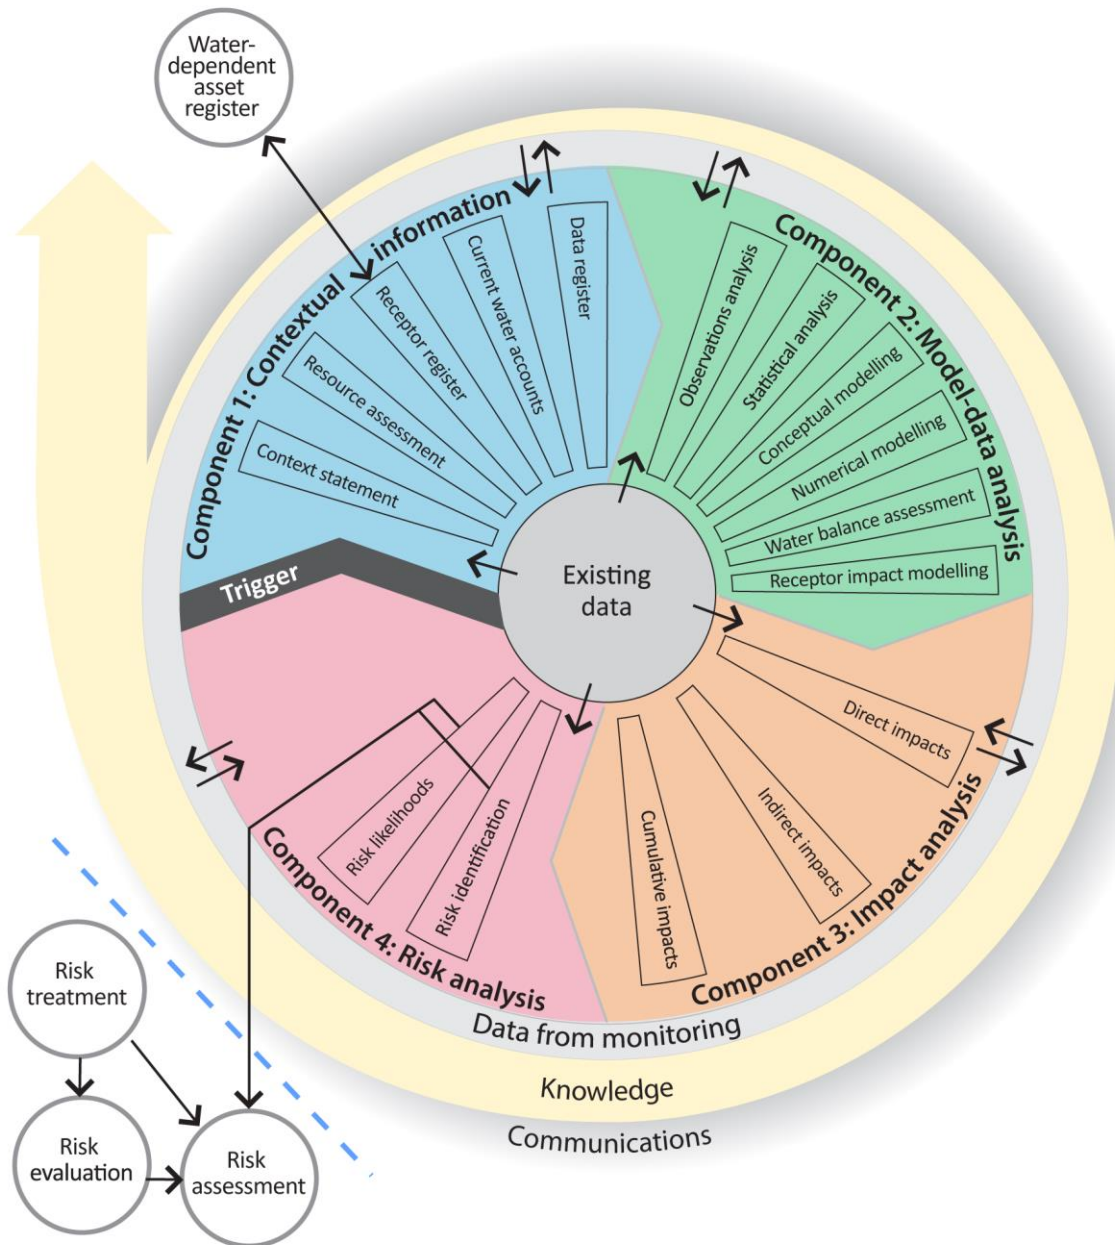 Water-
dependent
asset
register
Component 1: Contextual information
Context statement
Resource assessment
Receptor register
Current water accounts
Data register
Component 2: Model-data analysis
Observations analysis
Statistical analysis
Conceptual modelling
Numerical modelling
Water balance assessment
Receptor impact modelling
Trigger
Existing
data
Component 3: Impact analysis
Direct impacts
Indirect impacts
Cumulative impacts
Component 4: Risk analysis
Risk identification
Risk likelihoods
Data from monitoring
Knowledge
Communications
Risk
treatment
Risk
evaluation
Risk
assessment